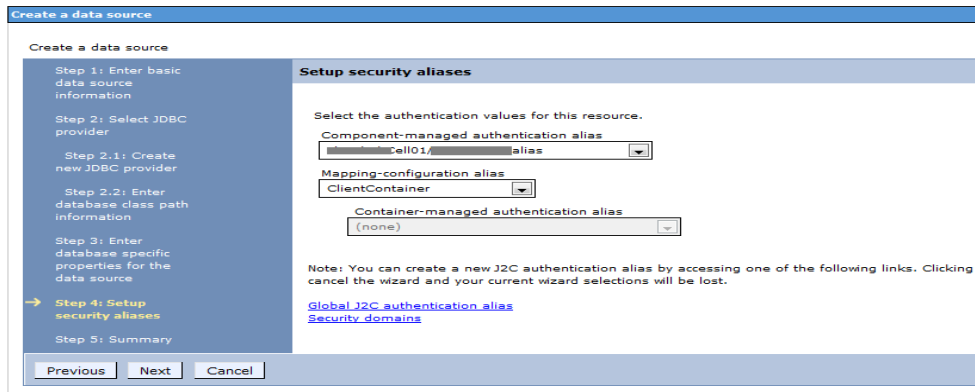 Create a data source
Create a data source
Step 1: Enter basic
data source
information
Step 2: Select JDBC
provider
Step 2.1: Create
new JDBC provider
Step 2.2: Enter
database class path
information
Step 3: Enter
database specific
properties for the
data source
Step 4: Setup
security aliases
Step 5: Summary
Setup security aliases
Select the authentication values for this resource.
Component-managed authentication alias
Cell01/ alias
Mapping-configuration alias
ClientContainer
Container-managed authentication alias
(none)
Note: You can create a new J2C authentication alias by accessing one of the following links. Clicking
cancel the wizard and your current wizard selections will be lost.
Global J2C authentication alias
Security domains
Previous Next Cancel